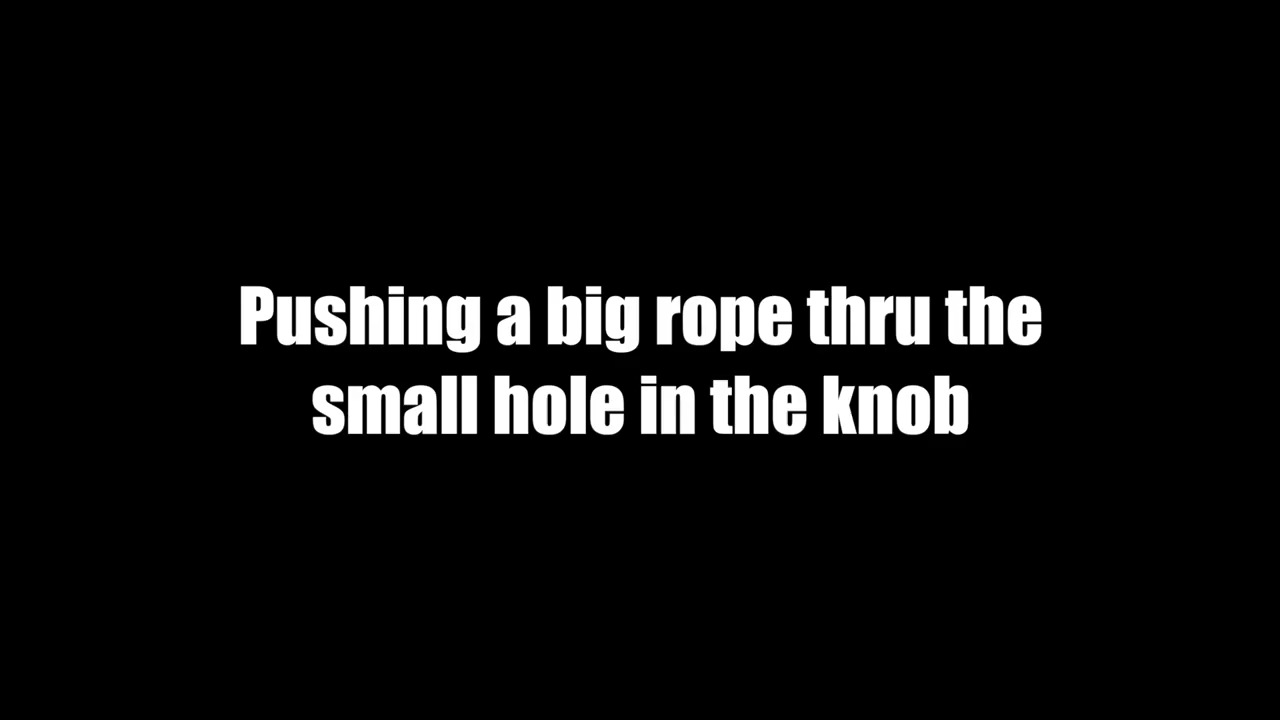 Pushing a big rope thru the
small hole in the knob